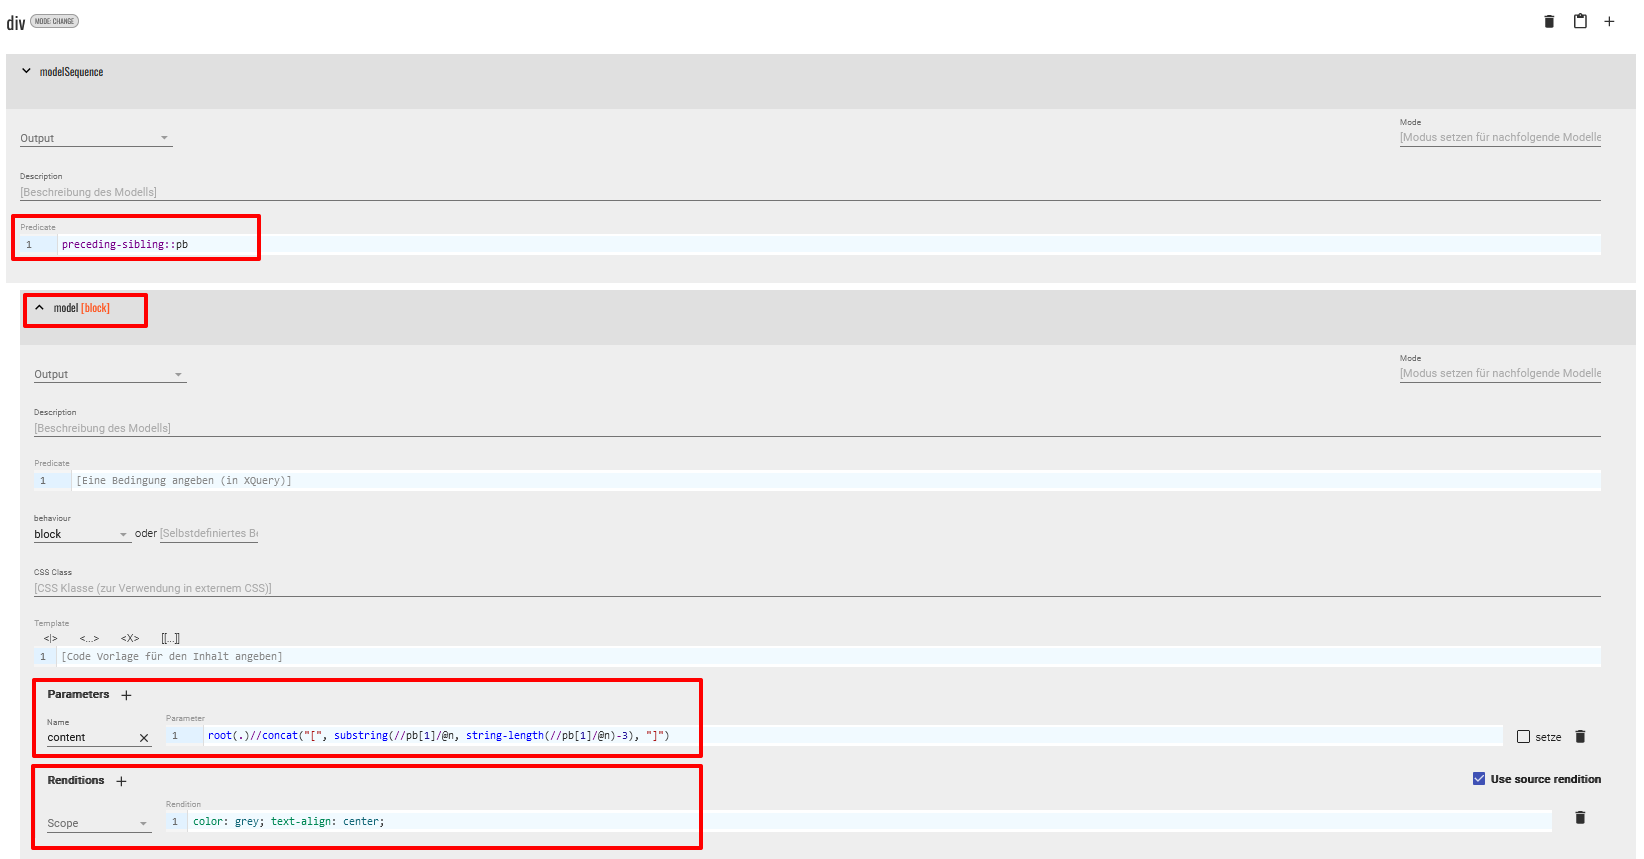 div MODE: CHANGE
modelSequence
Output
Mode
[Modus setzen für nachfolgende Modelle
Description
[Beschreibung des Modells]
Predicate
1 preceding-sibling::pb
model [block]
Output
Mode
[Modus setzen für nachfolgende Modelle
Description
[Beschreibung des Modells]
Predicate
1 [Eine Bedingung angeben (in XQuery)]
behaviour
block oder [Selbstdefiniertes Be
CSS Class
[CSS Klasse (zur Verwendung in externem CSS)]
Template
<|> <...> <X> [[...]]
1 [Code Vorlage für den Inhalt angeben]
Parameters +
Name
Parameter
content 1 root(.)//concat("[", substring(//pb[1]/@n, string-length(//pb[1]/@n)-3), "]") setze
Renditions + Use source rendition
Rendition
Scope 1 color: grey; text-align: center;